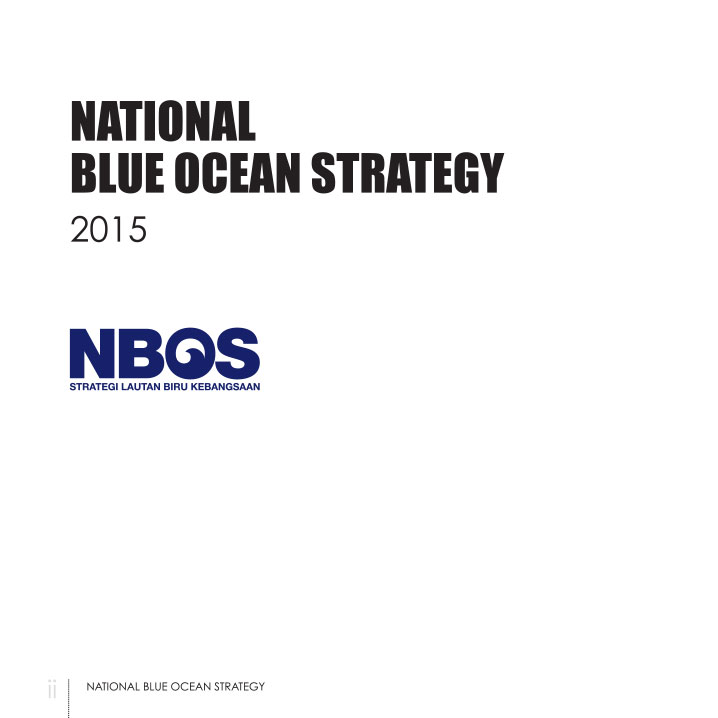 NATIONAL
BLUE OCEAN STRATEGY
2015
NBOS
STRATEGI LAUTAN BIRU KEBANGSAAN
ii
NATIONAL BLUE OCEAN STRATEGY